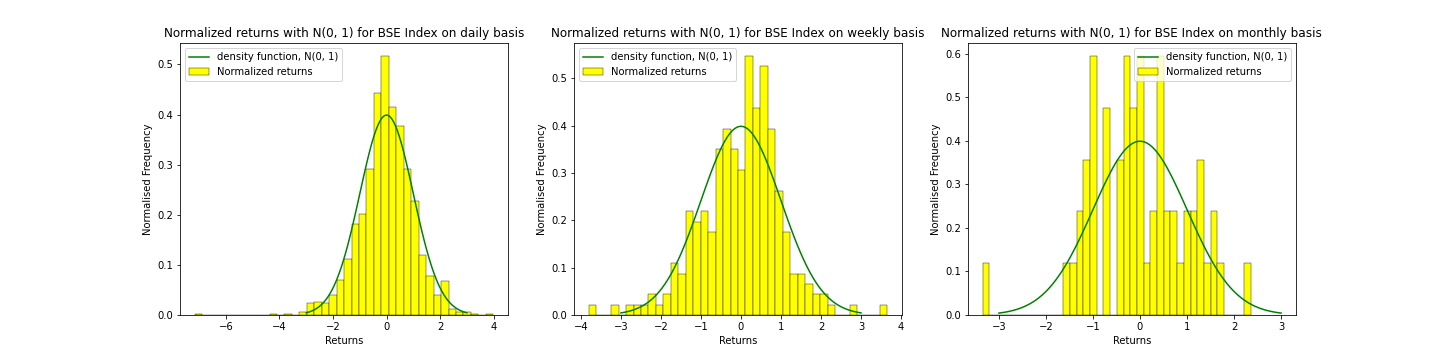 Normalized returns with N(0, 1) for BSE Index on daily basis
density function, N(0, 1)
Normalized returns
0.5
0.4
0.3
0.2
0.1
0.0
Normalised Frequency
−6
−4
−2
0
2
4
Returns
Normalized returns with N(0, 1) for BSE Index on weekly basis
density function, N(0, 1)
Normalized returns
0.5
0.4
0.3
0.2
0.1
0.0
Normalised Frequency
−4
−3
−2
−1
0
1
2
3
4
Returns
Normalized returns with N(0, 1) for BSE Index on monthly basis
density function, N(0, 1)
Normalized returns
0.6
0.5
0.4
0.3
0.2
0.1
0.0
Normalised Frequency
−3
−2
−1
0
1
2
3
Returns